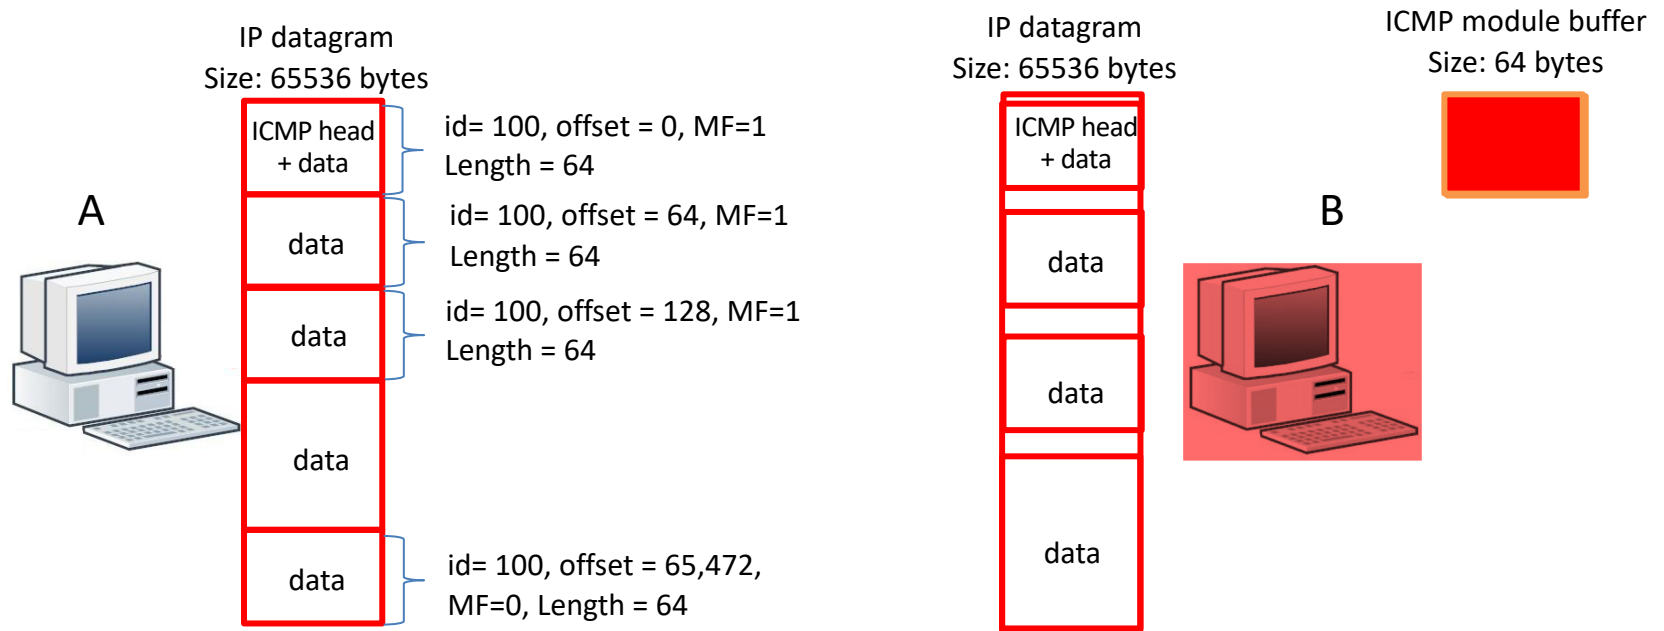 IP datagram
Size: 65536 bytes
ICMP head
+ data
id= 100, offset = 0, MF=1
Length = 64
A
data
id= 100, offset = 64, MF=1
Length = 64
data
id= 100, offset = 128, MF=1
Length = 64
data
data
id= 100, offset = 65,472,
MF=0, Length = 64
IP datagram
Size: 65536 bytes
ICMP head
+ data
data
data
data
B
ICMP module buffer
Size: 64 bytes